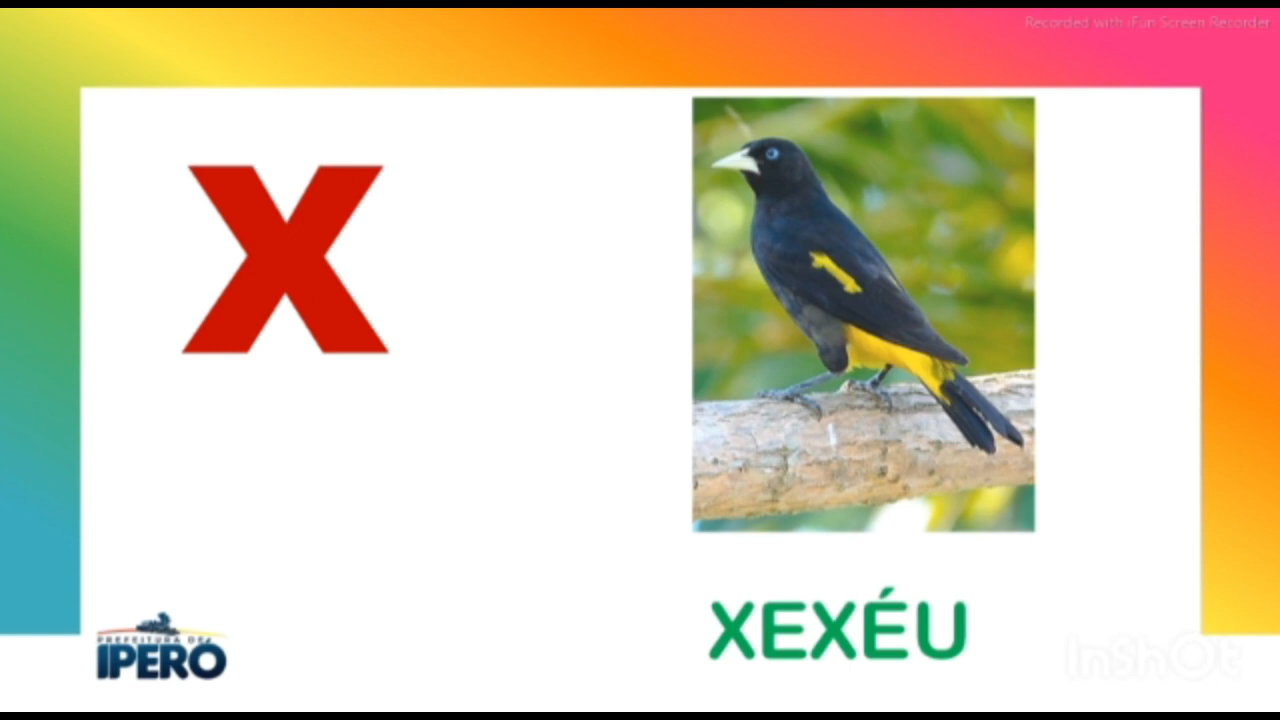 Recorded with iFun Screen Recorder
X
XEXÉU
PREFEITURA DE
IPERÓ
InShOt